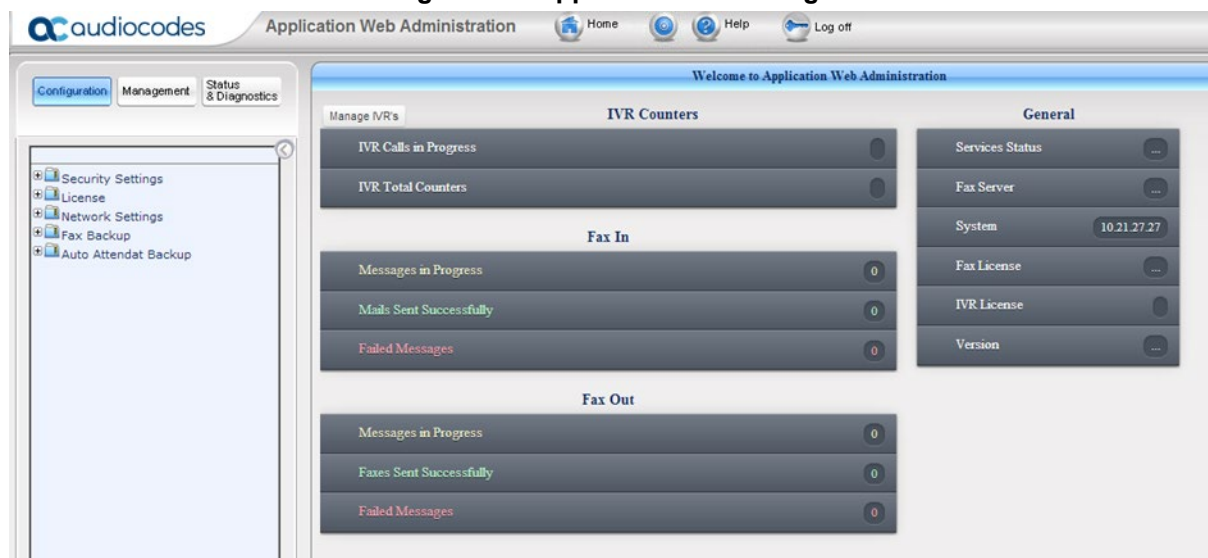 audiocodes
Application Web Administration
Home
Help
Log off
Configuration
Management
Status
& Diagnostics
Security Settings
License
Network Settings
Fax Backup
Auto Attendat Backup
Welcome to Application Web Administration
Manage IVR's
IVR Counters
IVR Calls in Progress
IVR Total Counters
Fax In
Messages in Progress 0
Mails Sent Successfully 0
Failed Messages 0
Fax Out
Messages in Progress 0
Faxes Sent Successfully 0
Failed Messages 0
General
Services Status ...
Fax Server ...
System 10.21.27.27
Fax License ...
IVR License
Version ...